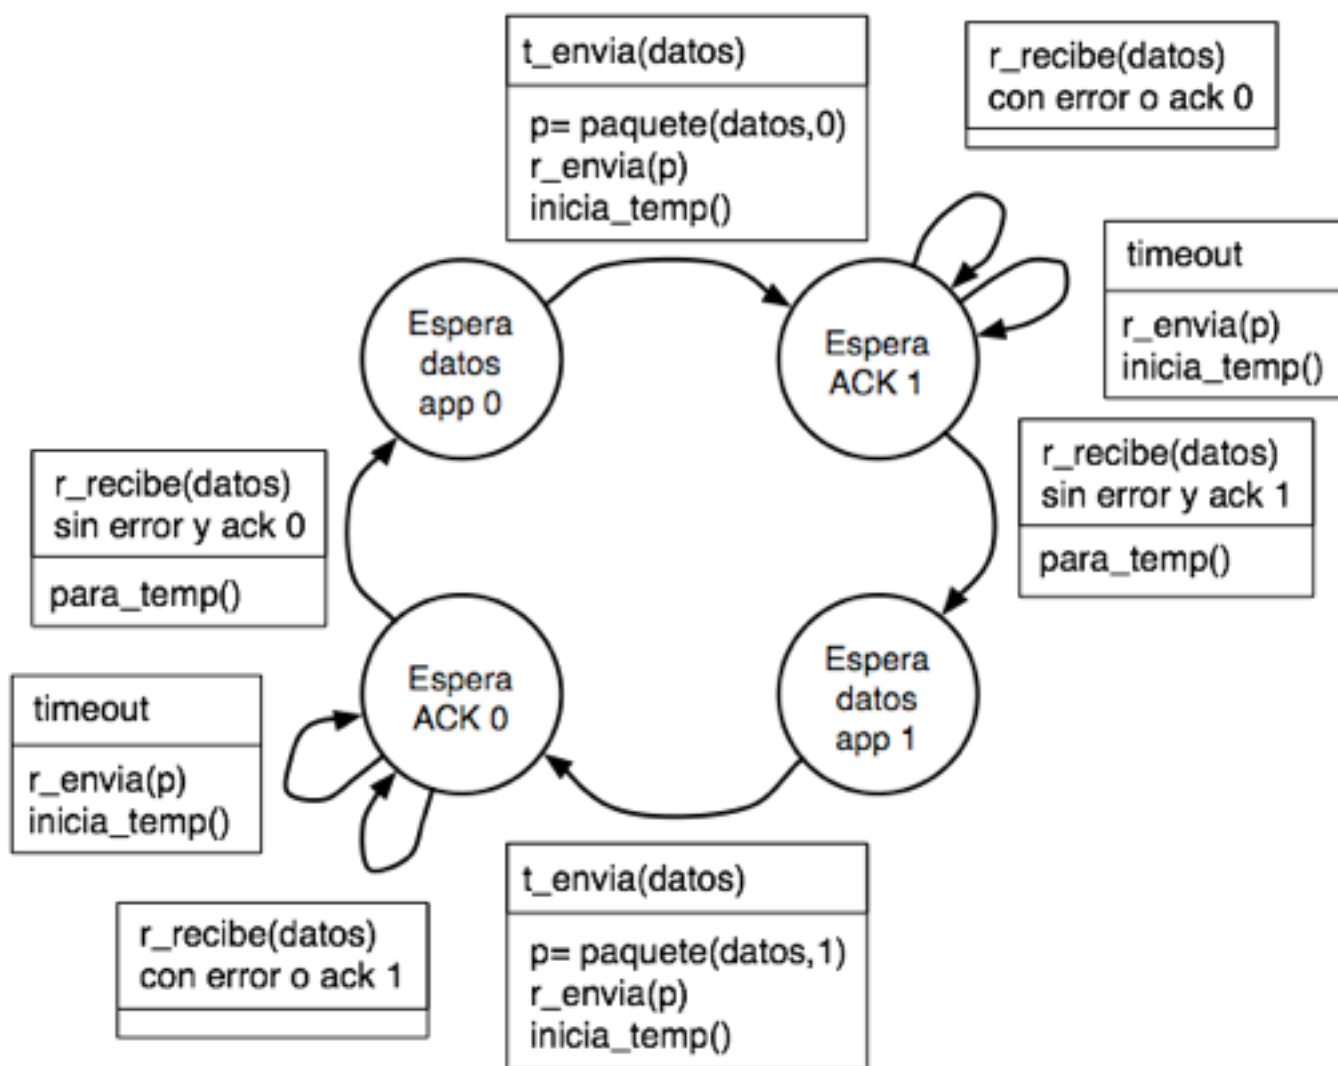 t_envia(datos)
p= paquete(datos,0)
r_envia(p)
inicia_temp()
r_recibe(datos)
con error o ack 0
timeout
r_envia(p)
inicia_temp()
Espera
datos
app 0
Espera
ACK 1
r_recibe(datos)
sin error y ack 0
para_temp()
r_recibe(datos)
sin error y ack 1
para_temp()
Espera
ACK 0
Espera
datos
app 1
timeout
r_envia(p)
inicia_temp()
r_recibe(datos)
con error o ack 1
t_envia(datos)
p= paquete(datos,1)
r_envia(p)
inicia_temp()